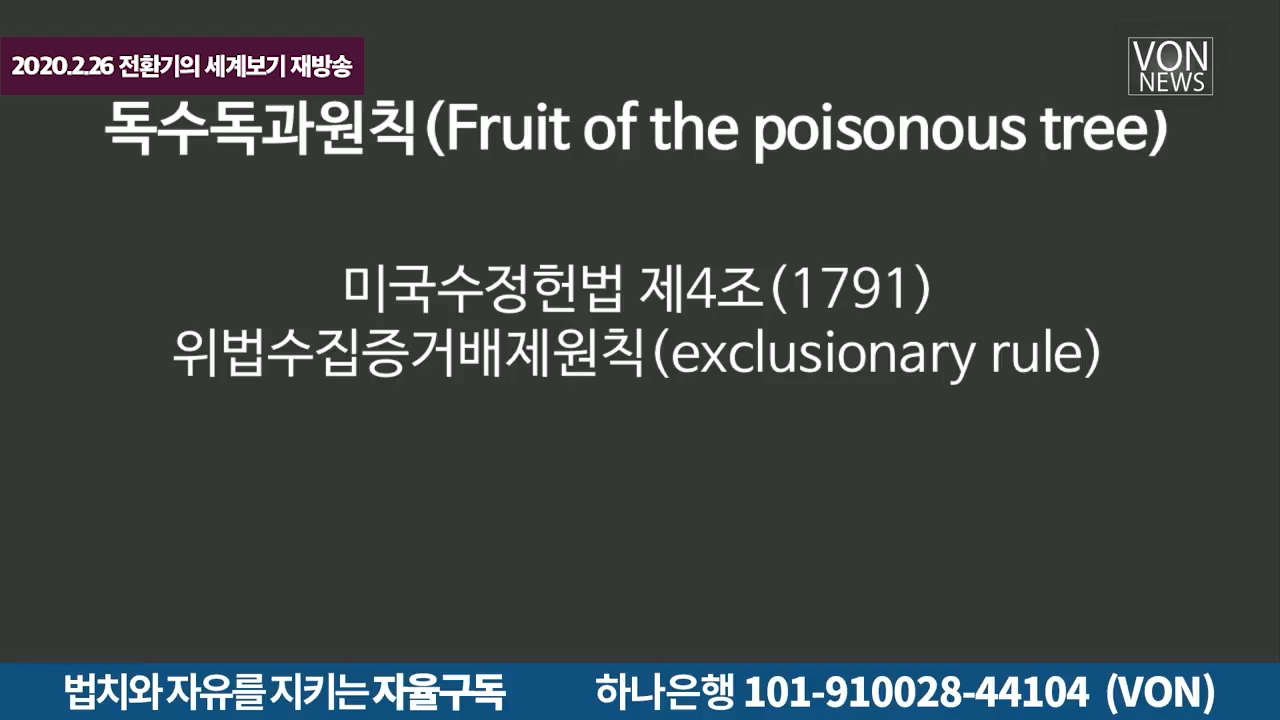 2020.2.26 전환기의 세계보기 재방송
VON
NEWS
독수독과원칙(Fruit of the poisonous tree)
미국수정헌법 제4조(1791)
위법수집증거배제원칙(exclusionary rule)
법치와 자유를 지키는 자율구독 하나은행 101-910028-44104 (VON)